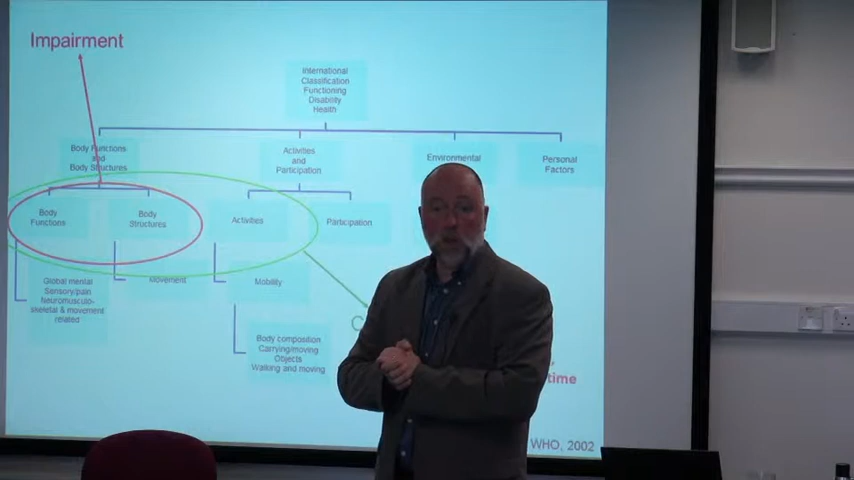 Impairment
International
Classification
Functioning
Disability
Health
Body Functions
and
Body Structures
Activities
and
Participation
Environmental
Personal
Factors
Body
Functions
Body
Structures
Activities
Participation
Global mental
Sensory/pain
Neuromusculo-
skeletal & movement
related
Movement
Mobility
Body composition
Carrying/moving
Objects
Walking and moving
time
WHO, 2002